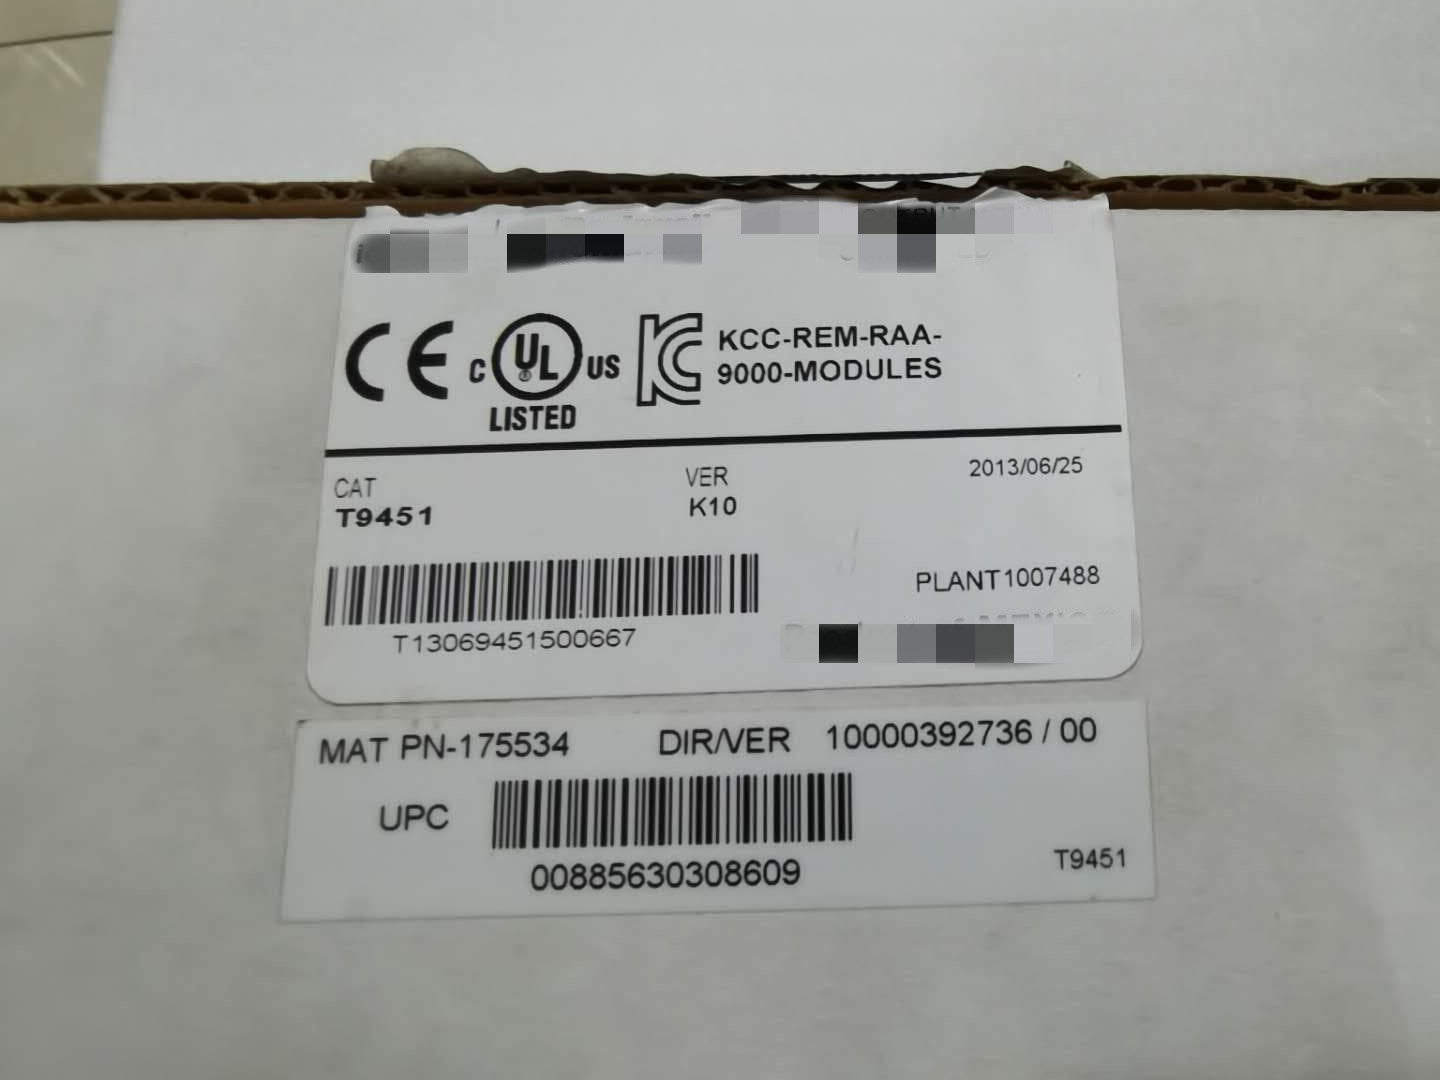 CE
C UL ® US
LISTED
KC
KCC-REM-RAA-
9000-MODULES
CAT
T9451
VER
K10
2013/06/25
T13069451500667
PLANT1007488
MAT PN-175534 DIR/VER 10000392736 / 00
UPC
00885630308609
T9451